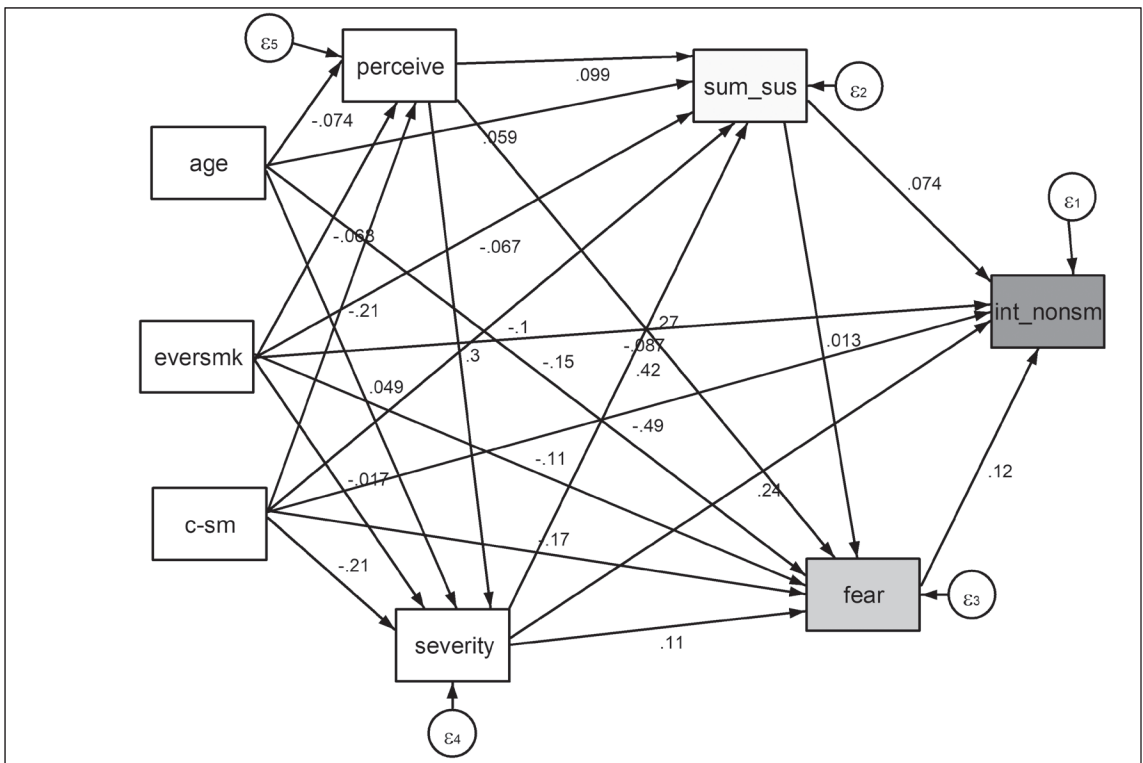 ε5
perceive
.099
sum_sus
ε2
-.074
.059
age
.074
ε1
-.068
-.067
-.21
-.1
.27
int_nonsm
-.087
.013
eversmk
.3
-.15
.42
.049
-.49
-.11
.12
-.017
.24
c-sm
-.17
-.21
fear
ε3
severity
.11
ε4